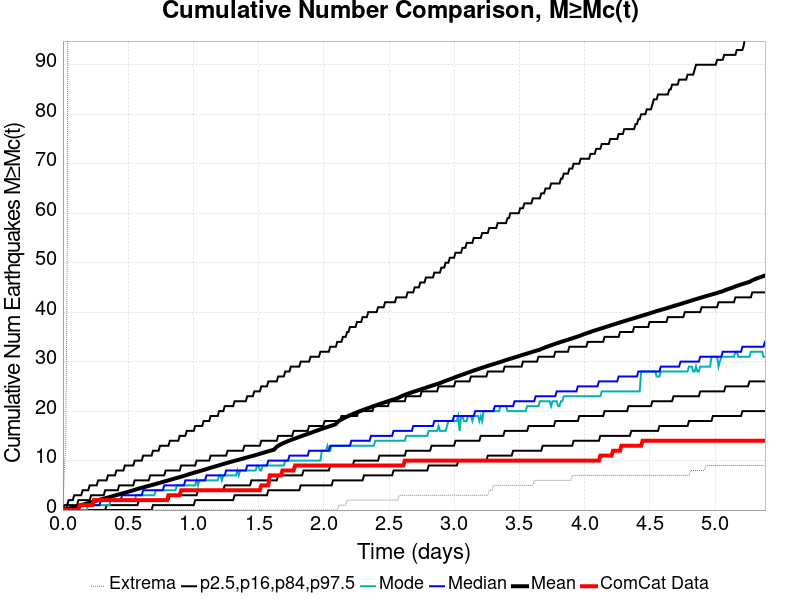 Cumulative Number Comparison, M≥Mc(t)
Cumulative Num Earthquakes M≥Mc(t)
90
80
70
60
50
40
30
20
10
0
0.0 0.5 1.0 1.5 2.0 2.5 3.0 3.5 4.0 4.5 5.0
Time (days)
Extrema p2.5,p16,p84,p97.5 Mode Median Mean ComCat Data